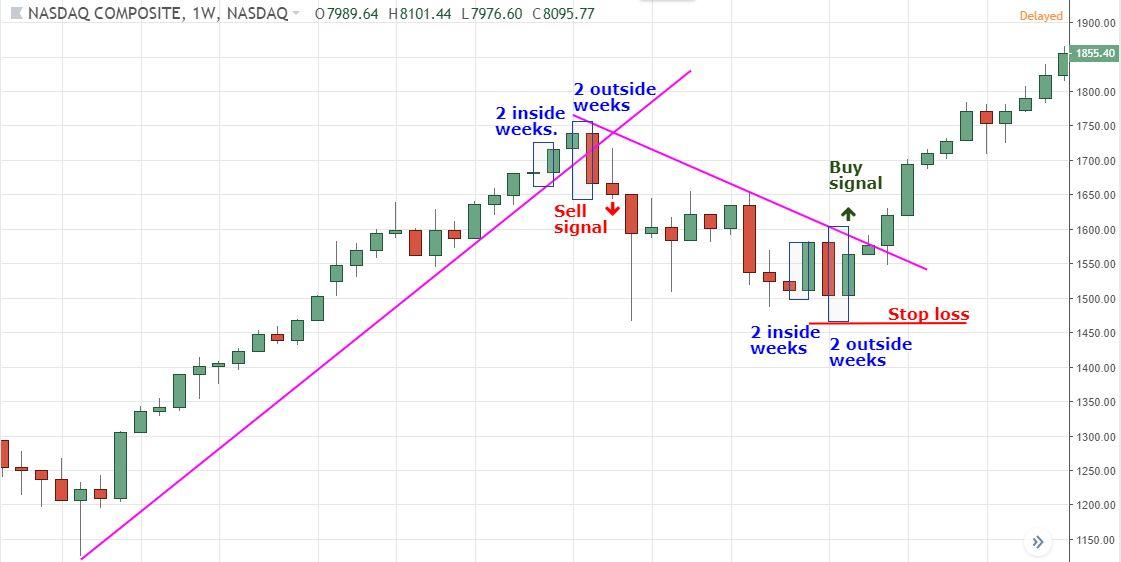 NASDAQ COMPOSITE, 1W, NASDAQ O7989.64 H8101.44 L7976.60 C8095.77
Delayed
1900.00
1855.40
1800.00
1750.00
1700.00
1650.00
1600.00
1550.00
1500.00
1450.00
1400.00
1350.00
1300.00
1250.00
1200.00
1150.00
2 inside
weeks.
2 outside
weeks
Sell
signal
Buy
signal
Stop loss
2 inside
weeks
2 outside
weeks